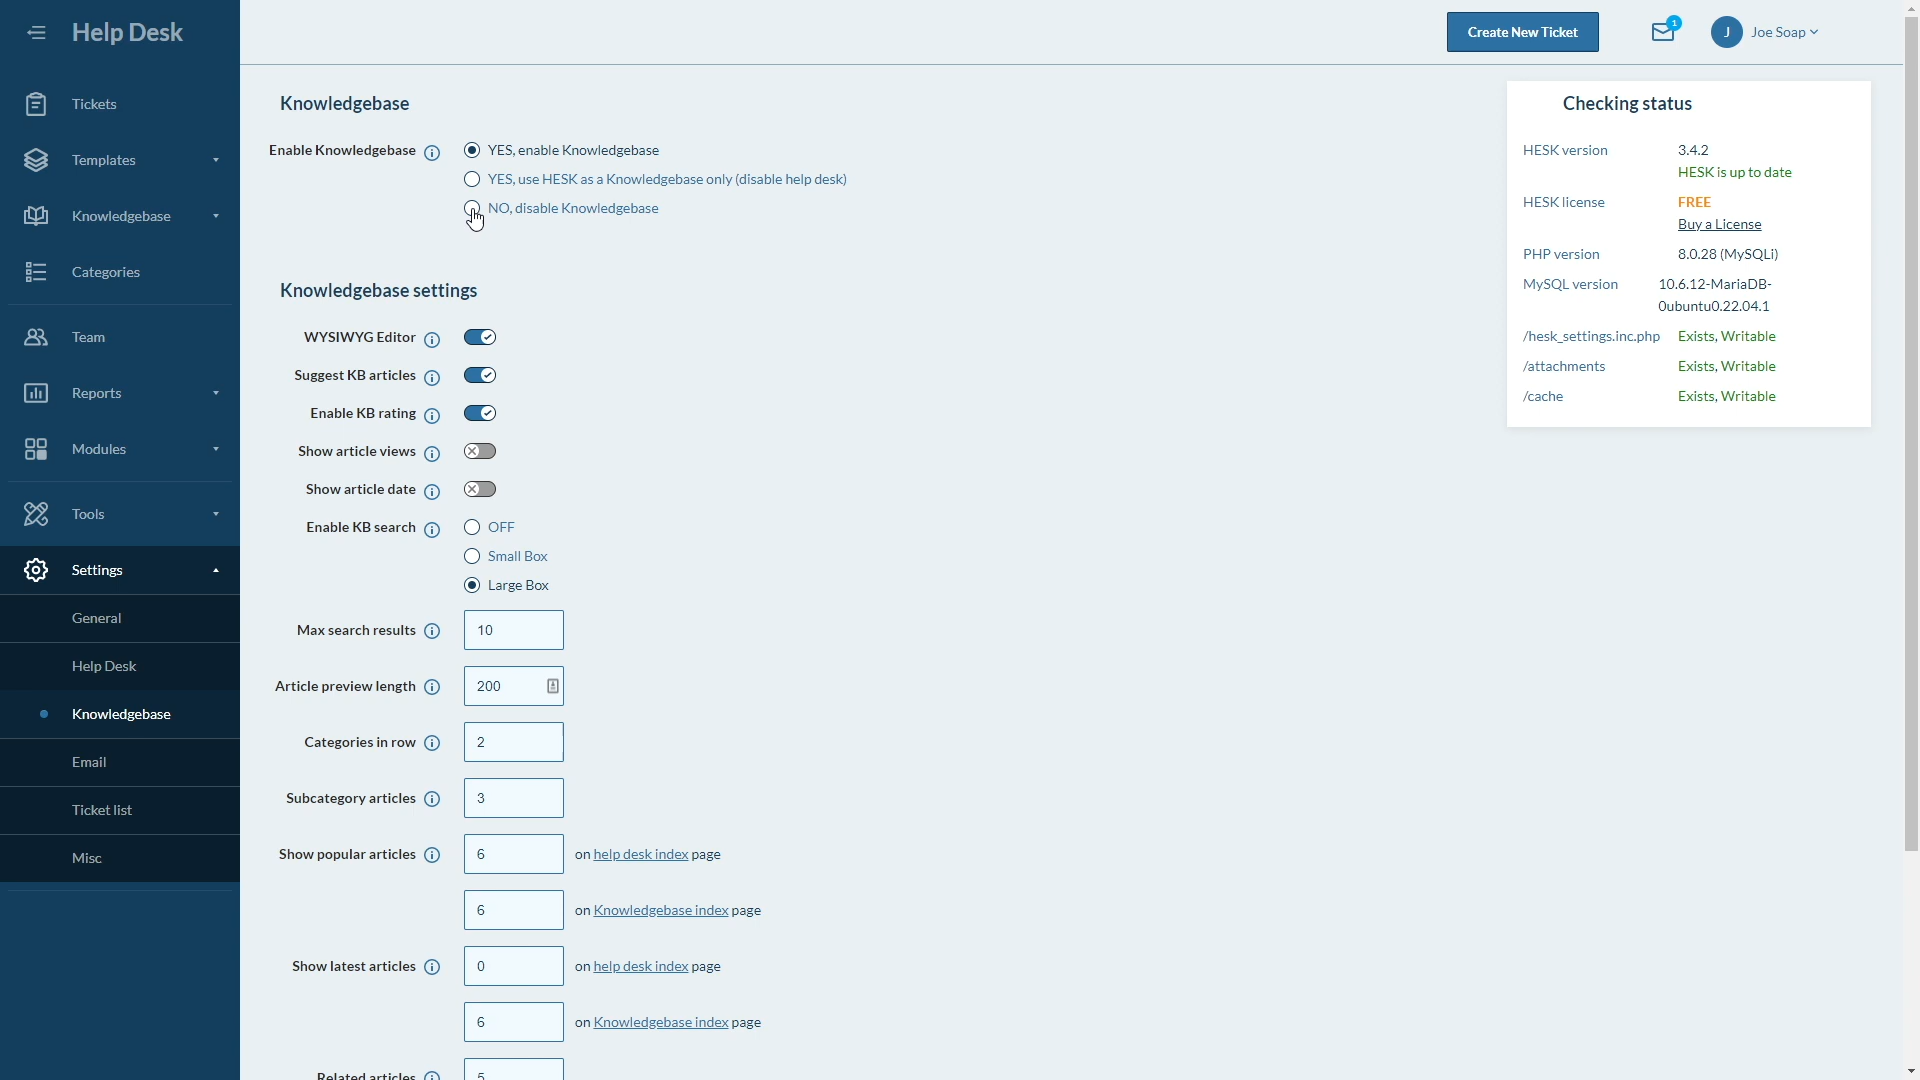 Help Desk
Create New Ticket
1
J
Joe Soap
Tickets
Templates
Knowledgebase
Categories
Team
Reports
Modules
Tools
Settings
General
Help Desk
Knowledgebase
Email
Ticket list
Misc
Knowledgebase
Enable Knowledgebase
YES, enable Knowledgebase
YES, use HESK as a Knowledgebase only (disable help desk)
NO, disable Knowledgebase
Knowledgebase settings
WYSIWYG Editor
Suggest KB articles
Enable KB rating
Show article views
Show article date
Enable KB search
OFF
Small Box
Large Box
Max search results 10
Article preview length 200
Categories in row 2
Subcategory articles 3
Show popular articles 6 on help desk index page
6 on Knowledgebase index page
Show latest articles 0 on help desk index page
6 on Knowledgebase index page
Related articles 5
Checking status
HESK version 3.4.2
HESK is up to date
HESK license FREE
Buy a License
PHP version 8.0.28 (MySQLi)
MySQL version 10.6.12-MariaDB-
0ubuntu0.22.04.1
/hesk_settings.inc.php Exists, Writable
/attachments Exists, Writable
/cache Exists, Writable